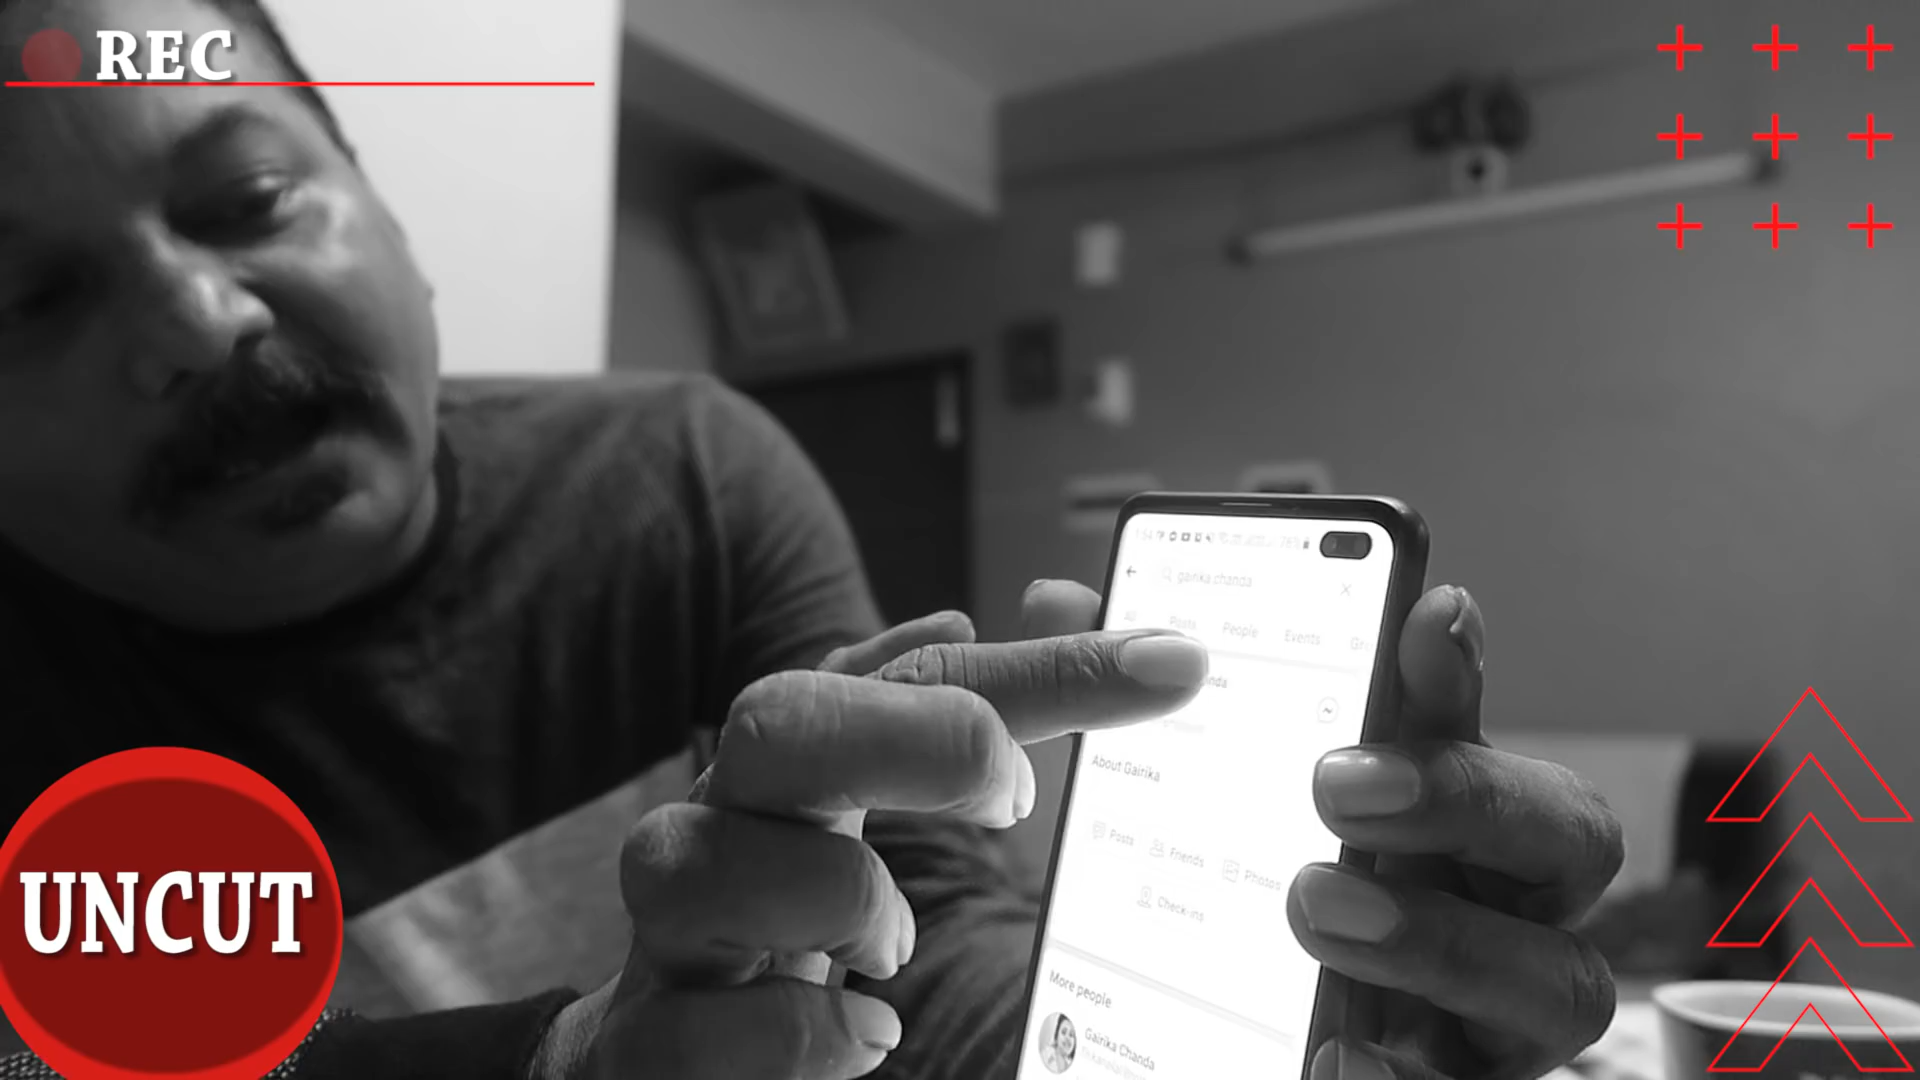 REC
gairika chanda
All Posts People Events
About Gairika
Posts Friends Photos
Check-ins
More people
Gairika Chanda
UNCUT